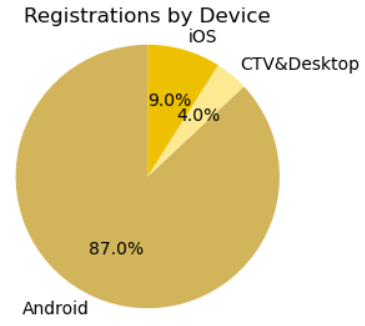 Registrations by Device
iOS
CTV&Desktop
9.0%
4.0%
87.0%
Android